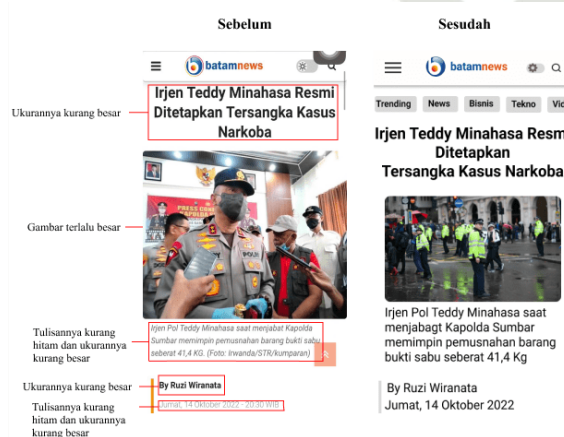 Sebelum
Sesudah
batamnews
batamnews
Trending News Bisnis Tekno Vic
Irjen Teddy Minahasa Resmi
Ditetapkan Tersangka Kasus
Narkoba
Ukurannya kurang besar
Irjen Teddy Minahasa Resm
Ditetapkan
Tersangka Kasus Narkoba
Gambar terlalu besar
PRESS
KAPOLDA
Tulisannya kurang
hitam dan ukurannya
kurang besar
Irjen Pol Teddy Minahasa saat menjabat Kapolda
Sumbar memimpin pemusnahan barang bukti sabu
seberat 41,4 KG. (Foto: Irwanda/STR/kumparan)
Irjen Pol Teddy Minahasa saat
menjabagt Kapolda Sumbar
memimpin pemusnahan barang
bukti sabu seberat 41,4 Kg
Ukurannya kurang besar
By Ruzi Wiranata
Tulisannya kurang
hitam dan ukurannya
kurang besar
Jumat, 14 Oktober 2022 - 20:30 WIB
By Ruzi Wiranata
Jumat, 14 Oktober 2022